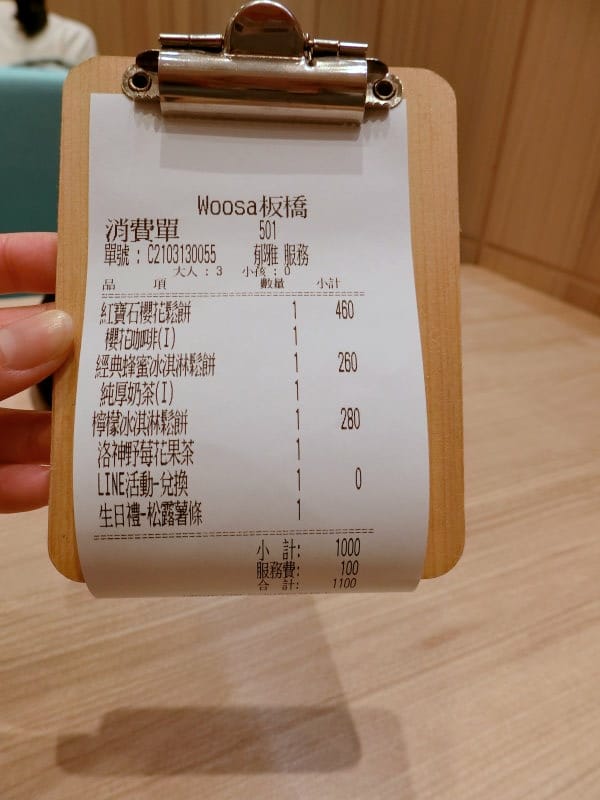 Woosa板橋
消費單 501
單號 : C2103130055 郁雅 服務
大人 : 3 小孩 : 0
品 項 數量 小計
紅寶石櫻花鬆餅 1 460
櫻花咖啡(I) 1
經典蜂蜜冰淇淋鬆餅 1 260
純厚奶茶(I) 1
檸檬冰淇淋鬆餅 1 280
洛神野莓花果茶 1
LINE活動-兌換 1 0
生日禮-松露薯條 1
小 計: 1000
服務費: 100
合 計: 1100